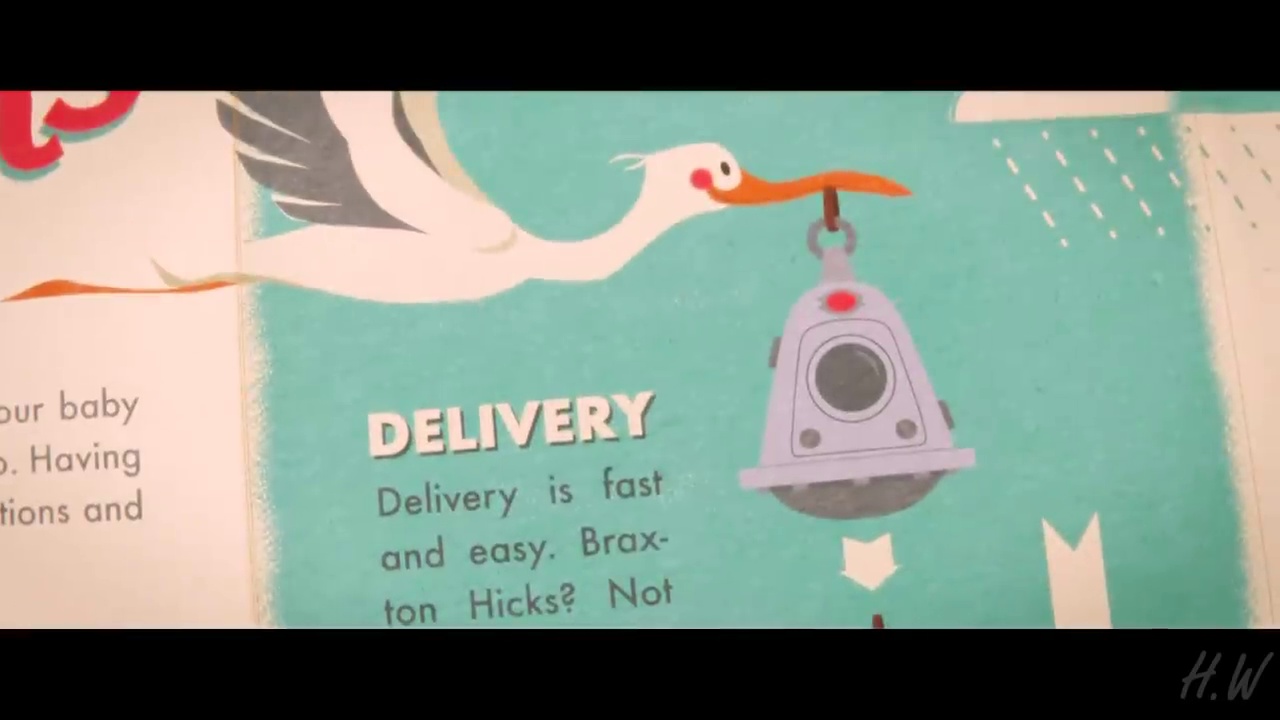 our baby
. Having
tions and
DELIVERY
Delivery is fast
and easy. Brax-
ton Hicks? Not
H.W